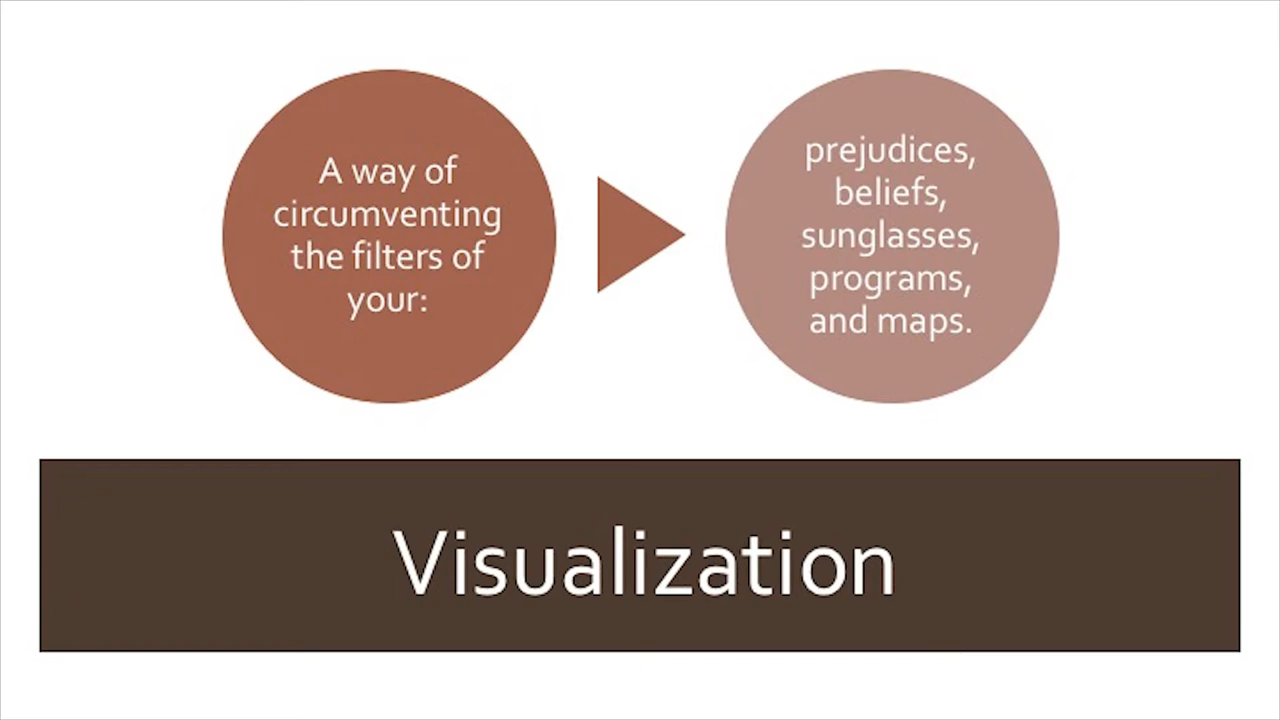 A way of
circumventing
the filters of
your:
prejudices,
beliefs,
sunglasses,
programs,
and maps.
Visualization